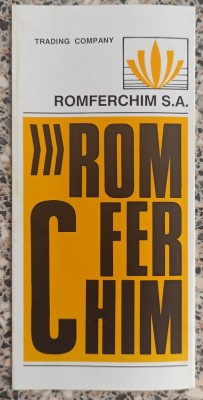 TRADING COMPANY
ROMFERCHIM S.A.
ROM
FER
CHIM